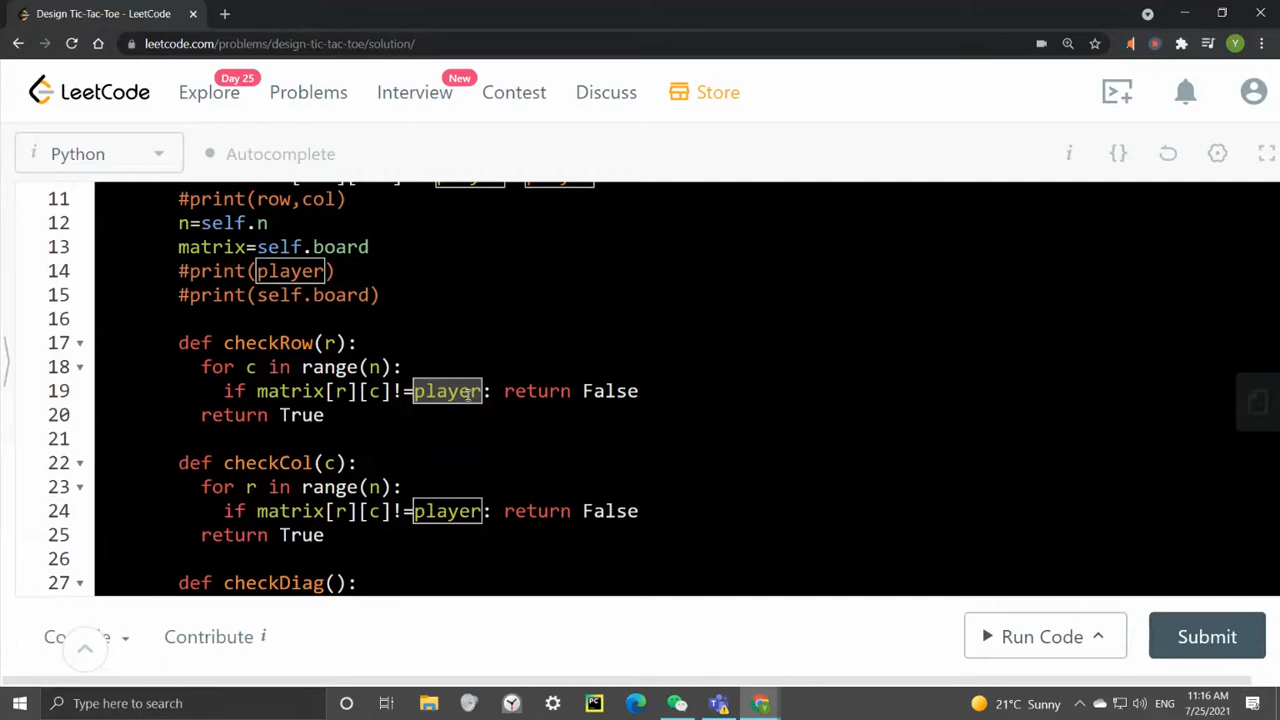 Design Tic-Tac-Toe - LeetCode
leetcode.com/problems/design-tic-tac-toe/solution/
Y
LeetCode Explore Day 25 Problems Interview New Contest Discuss Store
i Python Autocomplete i {}
11 #print(row,col)
12 n=self.n
13 matrix=self.board
14 #print(player)
15 #print(self.board)
16
17 def checkRow(r):
18 for c in range(n):
19 if matrix[r][c]!=player: return False
20 return True
21
22 def checkCol(c):
23 for r in range(n):
24 if matrix[r][c]!=player: return False
25 return True
26
27 def checkDiag():
Contribute i Run Code Submit
Type here to search
21°C Sunny ENG 11:16 AM
7/25/2021